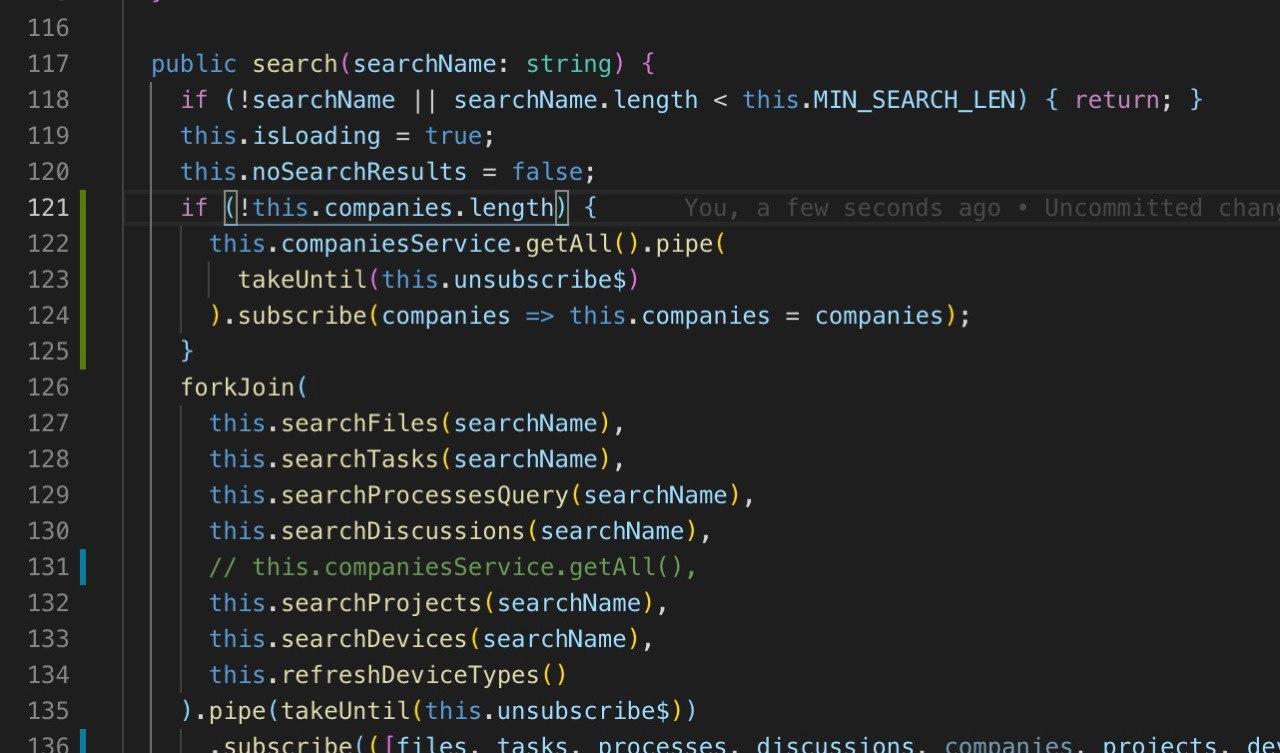 116
117 public search(searchName: string) {
118 if (!searchName || searchName.length < this.MIN_SEARCH_LEN) { return; }
119 this.isLoading = true;
120 this.noSearchResults = false;
121 if (!this.companies.length) { You, a few seconds ago • Uncommitted chan
122 this.companiesService.getAll().pipe(
123 takeUntil(this.unsubscribe$)
124 ).subscribe(companies => this.companies = companies);
125 }
126 forkJoin(
127 this.searchFiles(searchName),
128 this.searchTasks(searchName),
129 this.searchProcessesQuery(searchName),
130 this.searchDiscussions(searchName),
131 // this.companiesService.getAll(),
132 this.searchProjects(searchName),
133 this.searchDevices(searchName),
134 this.refreshDeviceTypes()
135 ).pipe(takeUntil(this.unsubscribe$))
136 .subscribe(([files, tasks, processes, discussions, companies, projects, de